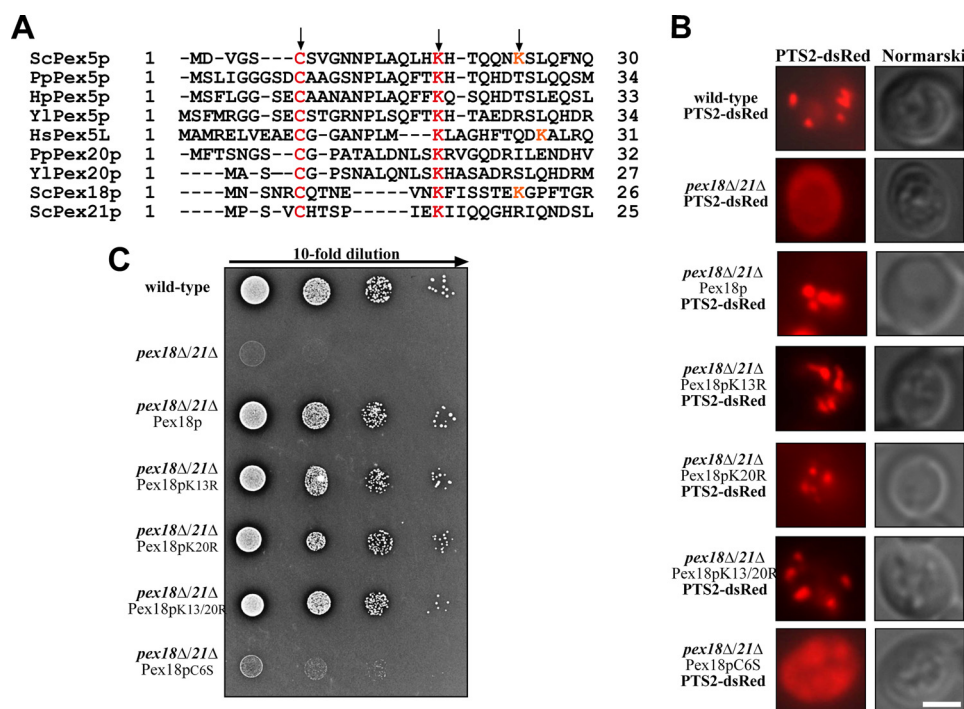 A
ScPex5p 1 --MDVGS---CSVGNNPLAQLHKH-TQQNKSLQFNQ 30
PpPex5p 1 --MSLIGGGSDCAAGSNPLAQFTKH-TQHDTSLQQSM 34
HpPex5p 1 --MSFLGG-SECAANANPLAQFFKQ-SQHDTSLEQSL 33
YlPex5p 1 -MSFMRGG-SECSTGRNPLSQFTKH-TAEDRSLQHDR 34
HsPex5L 1 -MAMRELVEAECG-GANPLM---KLAGHFTQDKALRQ 31
PpPex20p 1 --MFTSNGS--CG-PATALDNLSKRVGQDRILENDHV 32
YlPex20p 1 ---MA-S--CG-PSNALQNLSKHASADRSLQHDRM 27
ScPex18p 1 ----MN-SNRCQTNE-----VNKFISSTEKGPFTGR 26
ScPex21p 1 ----MP-S-VCHTSP----IEKIIQQGHRIQNDSL 25
B
PTS2-dsRed Normarski
wild-type
PTS2-dsRed
pex18Δ/21Δ
PTS2-dsRed
pex18Δ/21Δ
Pex18p
PTS2-dsRed
pex18Δ/21Δ
Pex18pK13R
PTS2-dsRed
pex18Δ/21Δ
Pex18pK20R
PTS2-dsRed
pex18Δ/21Δ
Pex18pK13/20R
PTS2-dsRed
pex18Δ/21Δ
Pex18pC6S
PTS2-dsRed
C
10-fold dilution
wild-type
pex18Δ/21Δ
pex18Δ/21Δ
Pex18p
pex18Δ/21Δ
Pex18pK13R
pex18Δ/21Δ
Pex18pK20R
pex18Δ/21Δ
Pex18pK13/20R
pex18Δ/21Δ
Pex18pC6S